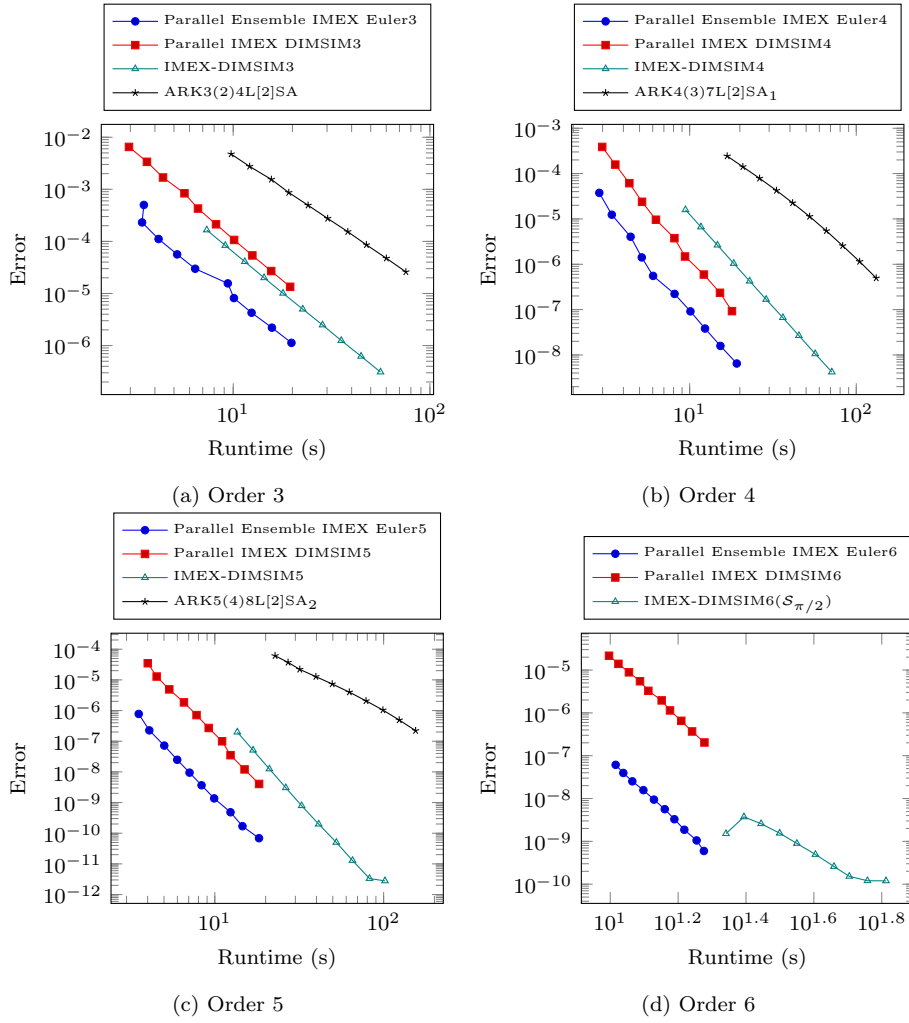 Parallel Ensemble IMEX Euler3
Parallel IMEX DIMSIM3
IMEX-DIMSIM3
ARK3(2)4L[2]SA
10^−2
10^−3
10^−4
10^−5
10^−6
Error
10^1
10^2
Runtime (s)
(a) Order 3
Parallel Ensemble IMEX Euler4
Parallel IMEX DIMSIM4
IMEX-DIMSIM4
ARK4(3)7L[2]SA_1
10^−3
10^−4
10^−5
10^−6
10^−7
10^−8
Error
10^1
10^2
Runtime (s)
(b) Order 4
Parallel Ensemble IMEX Euler5
Parallel IMEX DIMSIM5
IMEX-DIMSIM5
ARK5(4)8L[2]SA_2
10^−4
10^−5
10^−6
10^−7
10^−8
10^−9
10^−10
10^−11
10^−12
Error
10^1
10^2
Runtime (s)
(c) Order 5
Parallel Ensemble IMEX Euler6
Parallel IMEX DIMSIM6
IMEX-DIMSIM6(𝒮_{π/2})
10^−5
10^−6
10^−7
10^−8
10^−9
10^−10
Error
10^1
10^1.2
10^1.4
10^1.6
10^1.8
Runtime (s)
(d) Order 6